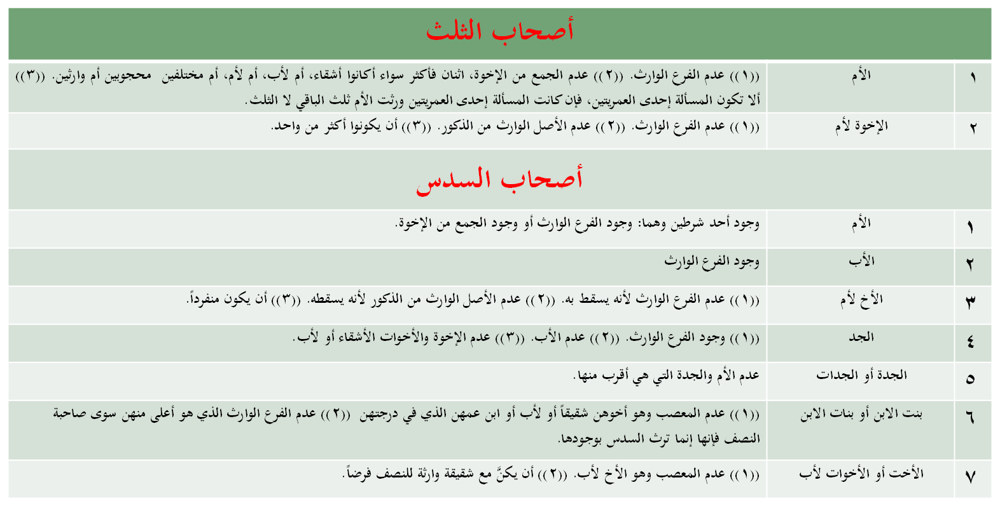 أصحاب الثلث
١ الأم ((١)) عدم الفرع الوارث. ((٢)) عدم الجمع من الإخوة، اثنان فأكثر سواء أكانوا أشقاء، أم لأب، أم لأم، أم مختلفين محجوبين أم وارثين. ((٣))
ألا تكون المسألة إحدى العمريتين، فإن كانت المسألة إحدى العمريتين ورثت الأم ثلث الباقي لا الثلث.
٢ الإخوة لأم ((١)) عدم الفرع الوارث. ((٢)) عدم الأصل الوارث من الذكور. ((٣)) أن يكونوا أكثر من واحد.
أصحاب السدس
١ الأم وجود أحد شرطين وهما: وجود الفرع الوارث أو وجود الجمع من الإخوة.
٢ الأب وجود الفرع الوارث
٣ الأخ لأم ((١)) عدم الفرع الوارث لأنه يسقط به. ((٢)) عدم الأصل الوارث من الذكور لأنه يسقطه. ((٣)) أن يكون منفرداً.
٤ الجد ((١)) وجود الفرع الوارث. ((٢)) عدم الأب. ((٣)) عدم الإخوة والأخوات الأشقاء أو لأب.
٥ الجدة أو الجدات عدم الأم والجدة التي هي أقرب منها.
٦ بنت الابن أو بنات الابن ((١)) عدم المعصب وهو أخوهن شقيقاً أو لأب أو ابن عمهن الذي في درجتهن ((٢)) عدم الفرع الوارث الذي هو أعلى منهن سوى صاحبة
النصف فإنها إنما ترث السدس بوجودها.
٧ الأخت أو الأخوات لأب ((١)) عدم المعصب وهو الأخ لأب. ((٢)) أن يكنَّ مع شقيقة وارثة للنصف فرضاً.